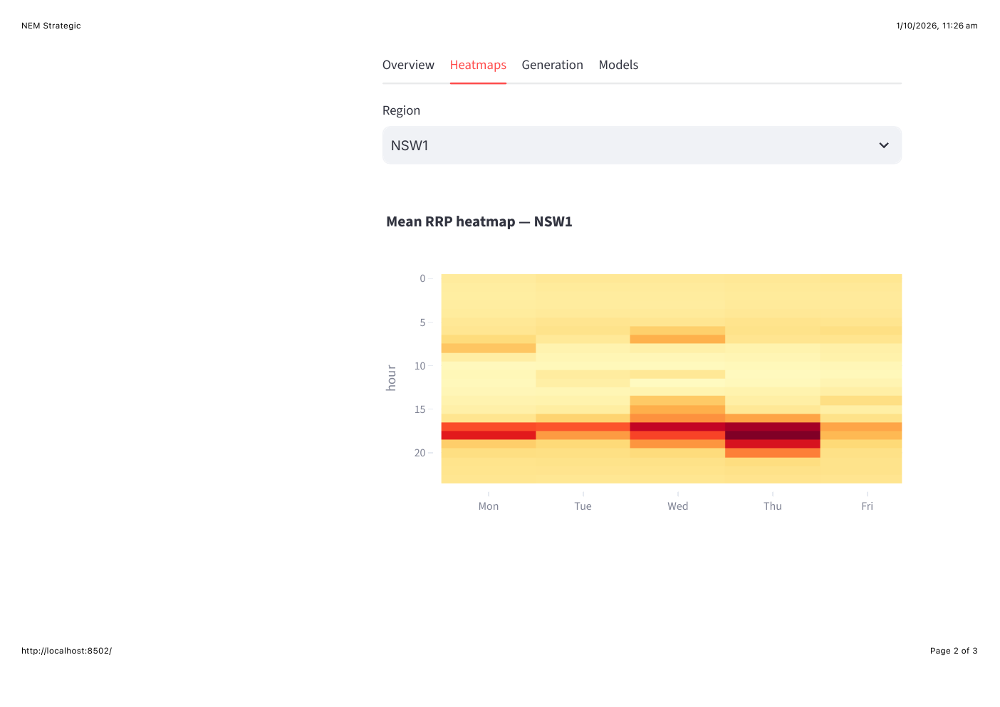 NEM Strategic
1/10/2026, 11:26 am
Overview Heatmaps Generation Models
Region
NSW1
Mean RRP heatmap — NSW1
0
5
10
15
20
hour
Mon Tue Wed Thu Fri
http://localhost:8502/
Page 2 of 3